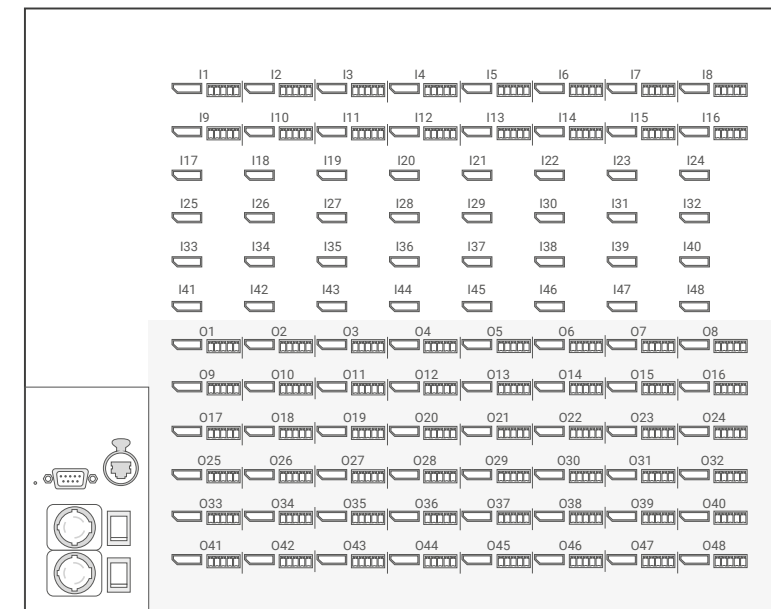 I1 I2 I3 I4 I5 I6 I7 I8
I9 I10 I11 I12 I13 I14 I15 I16
I17 I18 I19 I20 I21 I22 I23 I24
I25 I26 I27 I28 I29 I30 I31 I32
I33 I34 I35 I36 I37 I38 I39 I40
I41 I42 I43 I44 I45 I46 I47 I48
O1 O2 O3 O4 O5 O6 O7 O8
O9 O10 O11 O12 O13 O14 O15 O16
O17 O18 O19 O20 O21 O22 O23 O24
O25 O26 O27 O28 O29 O30 O31 O32
O33 O34 O35 O36 O37 O38 O39 O40
O41 O42 O43 O44 O45 O46 O47 O48